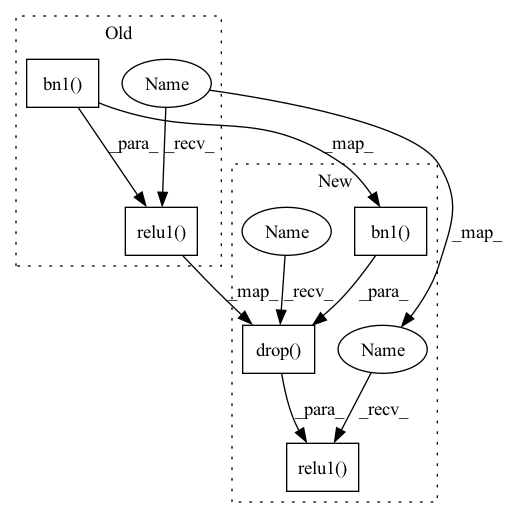 Old
bn1()
Name
_para_
_recv_
_map_
New
relu1()
Name
bn1()
_map_
_map_
_recv_
_para_
drop()
Name
_para_
_recv_
relu1()